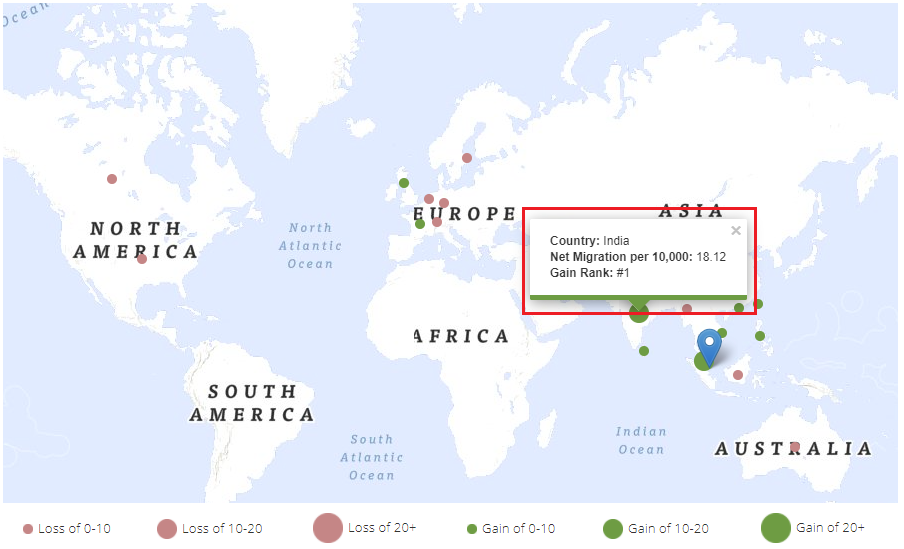 Ocean
NORTH
AMERICA
North
Atlantic
Ocean
EUROPE
ASIA
×
Country: India
Net Migration per 10,000: 18.12
Gain Rank: #1
AFRICA
SOUTH
AMERICA
South
Atlantic
Ocean
Indian
Ocean
AUSTRALIA
Loss of 0-10
Loss of 10-20
Loss of 20+
Gain of 0-10
Gain of 10-20
Gain of 20+